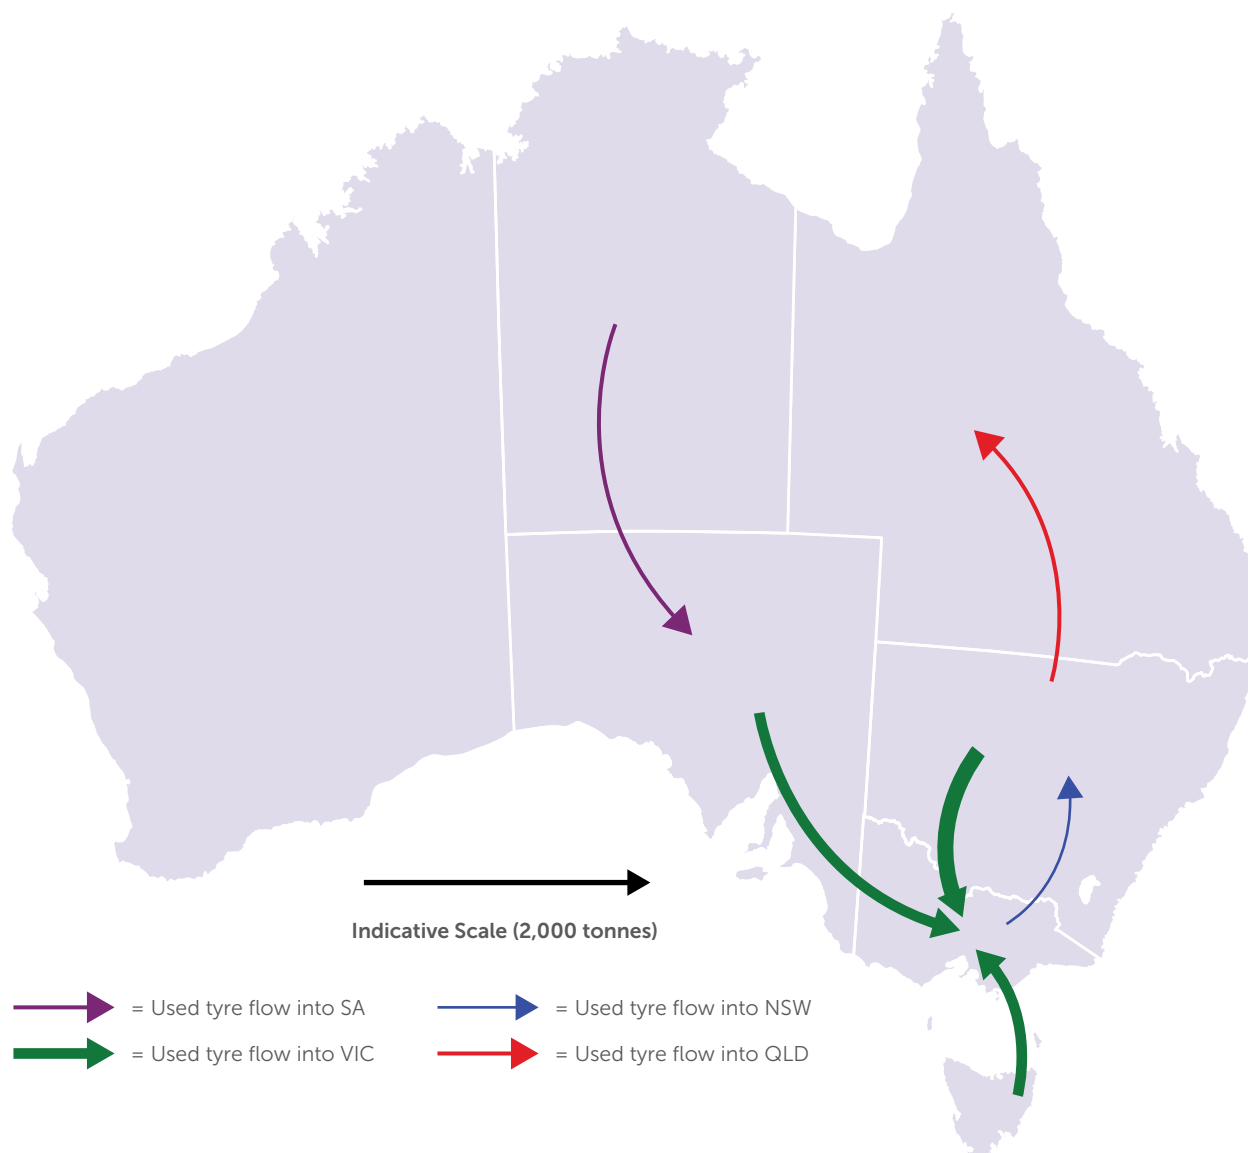 Indicative Scale (2,000 tonnes)
= Used tyre flow into SA
= Used tyre flow into NSW
= Used tyre flow into VIC
= Used tyre flow into QLD